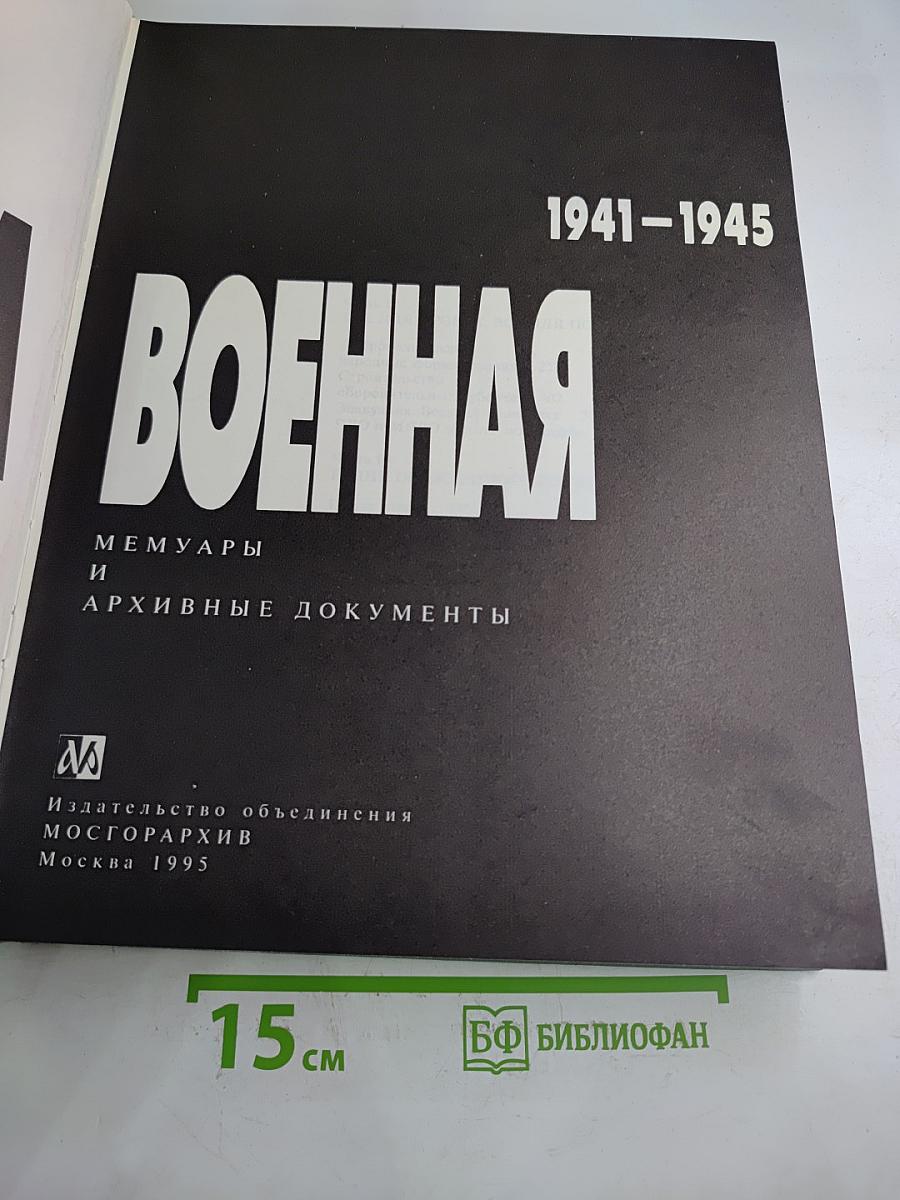 1941–1945
ВОЕННАЯ
МЕМУАРЫ
И
АРХИВНЫЕ ДОКУМЕНТЫ
Издательство объединения
МОСГОРАРХИВ
Москва 1995
15 см
БФ БИБЛИОФАН